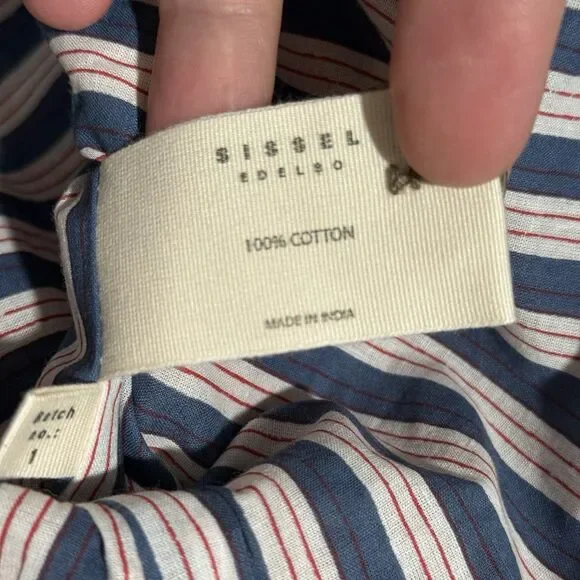 SISSEL
EDELBO
100% COTTON
MADE IN INDIA
Batch
no.:
1